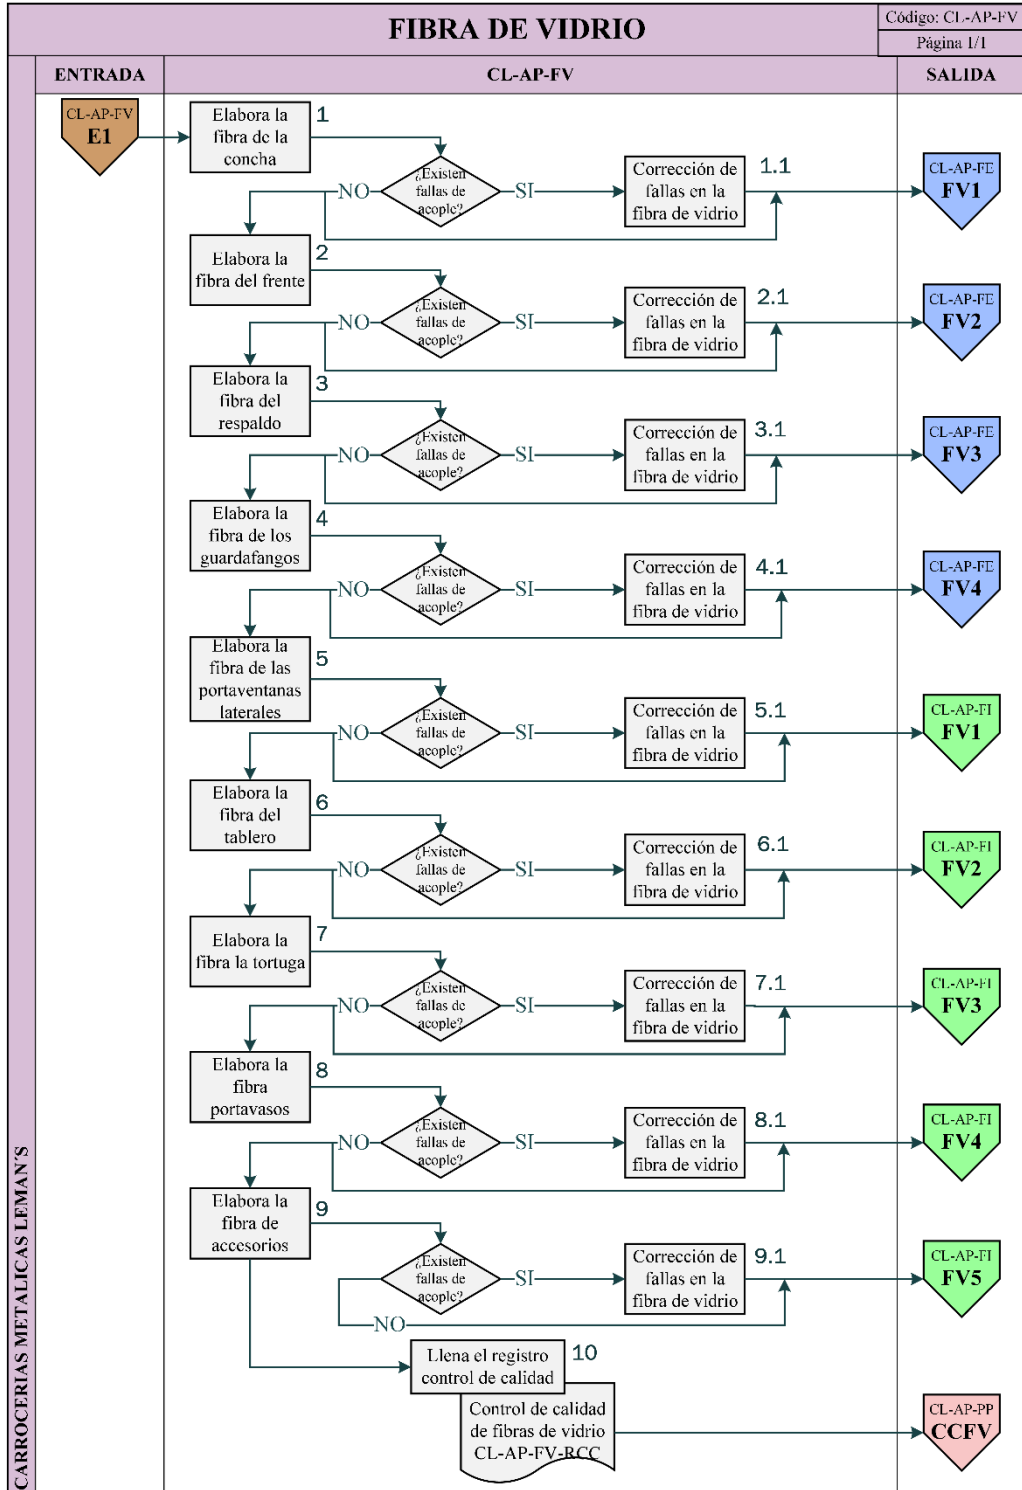 FIBRA DE VIDRIO
Código: CL-AP-FV
Página 1/1
ENTRADA
CL-AP-FV
SALIDA
CARROCERIAS METALICAS LEMAN´S
CL-AP-FV
E1
Elabora la
fibra de la
concha
1
¿Existen
fallas de
acople?
NO
SI
Corrección de
fallas en la
fibra de vidrio
1.1
CL-AP-FE
FV1
Elabora la
fibra del frente
2
¿Existen
fallas de
acople?
NO
SI
Corrección de
fallas en la
fibra de vidrio
2.1
CL-AP-FE
FV2
Elabora la
fibra del
respaldo
3
¿Existen
fallas de
acople?
NO
SI
Corrección de
fallas en la
fibra de vidrio
3.1
CL-AP-FE
FV3
Elabora la
fibra de los
guardafangos
4
¿Existen
fallas de
acople?
NO
SI
Corrección de
fallas en la
fibra de vidrio
4.1
CL-AP-FE
FV4
Elabora la
fibra de las
portaventanas
laterales
5
¿Existen
fallas de
acople?
NO
SI
Corrección de
fallas en la
fibra de vidrio
5.1
CL-AP-FI
FV1
Elabora la
fibra del
tablero
6
¿Existen
fallas de
acople?
NO
SI
Corrección de
fallas en la
fibra de vidrio
6.1
CL-AP-FI
FV2
Elabora la
fibra la tortuga
7
¿Existen
fallas de
acople?
NO
SI
Corrección de
fallas en la
fibra de vidrio
7.1
CL-AP-FI
FV3
Elabora la
fibra
portavasos
8
¿Existen
fallas de
acople?
NO
SI
Corrección de
fallas en la
fibra de vidrio
8.1
CL-AP-FI
FV4
Elabora la
fibra de
accesorios
9
¿Existen
fallas de
acople?
NO
SI
Corrección de
fallas en la
fibra de vidrio
9.1
CL-AP-FI
FV5
Llena el registro
control de calidad
10
Control de calidad
de fibras de vidrio
CL-AP-FV-RCC
CL-AP-PP
CCFV